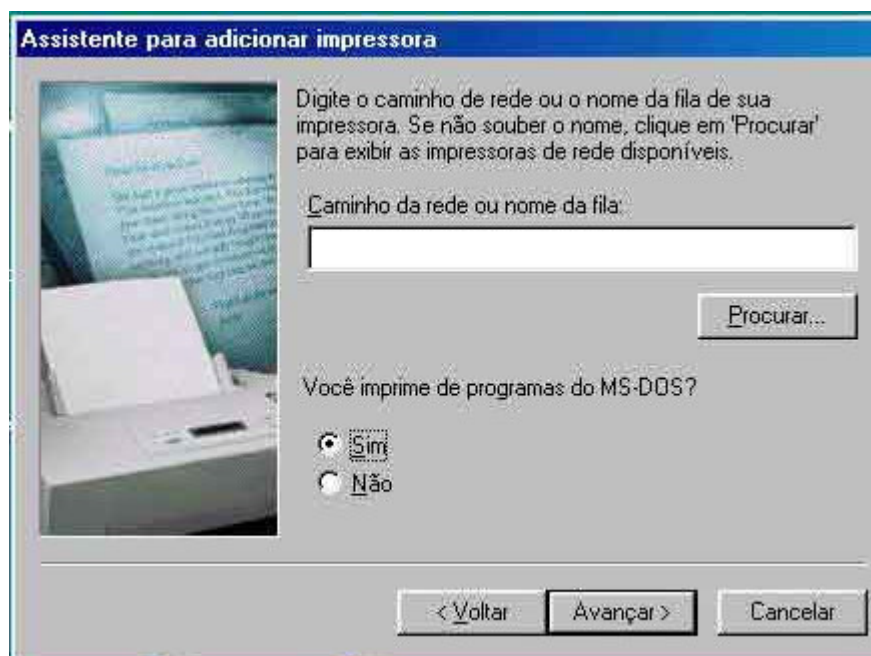 Assistente para adicionar impressora
Digite o caminho de rede ou o nome da fila de sua
impressora. Se não souber o nome, clique em 'Procurar'
para exibir as impressoras de rede disponíveis.
Caminho da rede ou nome da fila:
Procurar...
Você imprime de programas do MS-DOS?
Sim
Não
< Voltar
Avançar >
Cancelar